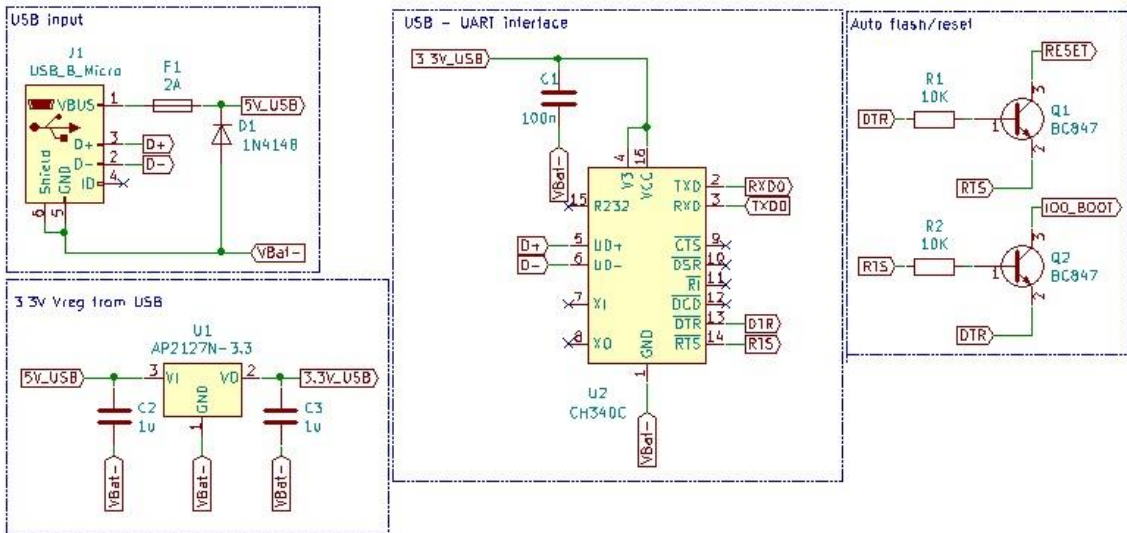 USB input
J1
USB_B_Micro
F1
2A
VBUS 1
5V_USB
D1
1N4148
D+ 3 D+
D- 2 D-
ID 4
Shield
GND
6 5
VBat-
3.3V Vreg from USB
U1
AP2127N-3.3
5V_USB 3 VI VO 2 3.3V_USB
GND
1
C2
1u
C3
1u
VBat-
VBat-
VBat-
USB - UART interface
3.3V_USB
C1
100n
VBat-
4 16
V3 VCC
15 R232
TXD 2 RXD0
RXD 3 TXD0
D+ 5 UD+
D- 6 UD-
CTS 9
DSR 10
RI 11
DCD 12
DTR 13 DTR
RTS 14 RTS
7 XI
8 XO
GND
1
U2
CH340C
VBat-
Auto flash/reset
RESET
R1
10K
DTR
1
3
Q1
BC847
2
RTS
IO0_BOOT
R2
10K
RTS
1
3
Q2
BC847
2
DTR